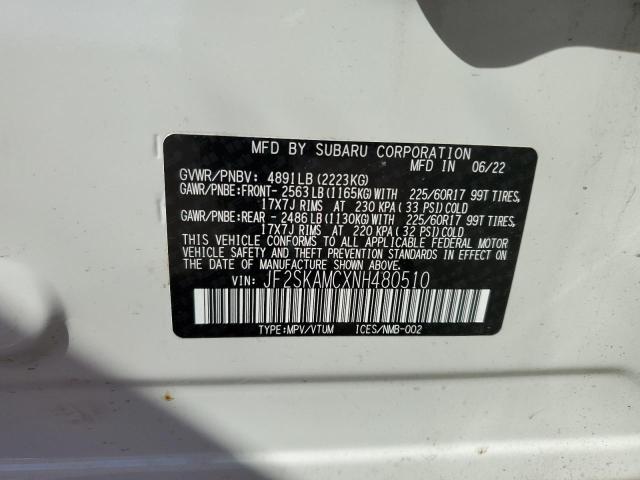 MFD BY SUBARU CORPORATION
MFD IN 06/22
GVWR/PNBV: 4891LB(2223KG)
GAWR/PNBE:FRONT- 2563LB(1165KG)WITH 225/60R17 99T TIRES,
17X7J RIMS AT 230 KPA(33 PSI)COLD
GAWR/PNBE:REAR - 2486LB(1130KG)WITH 225/60R17 99T TIRES,
17X7J RIMS AT 220 KPA(32 PSI)COLD
THIS VEHICLE CONFORMS TO ALL APPLICABLE FEDERAL MOTOR
VEHICLE SAFETY AND THEFT PREVENTION STANDARDS IN
EFFECT ON THE DATE OF MANUFACTURE SHOWN ABOVE.
VIN: JF2SKAMCXNH480510
TYPE:MPV/VTUM ICES/NMB-002